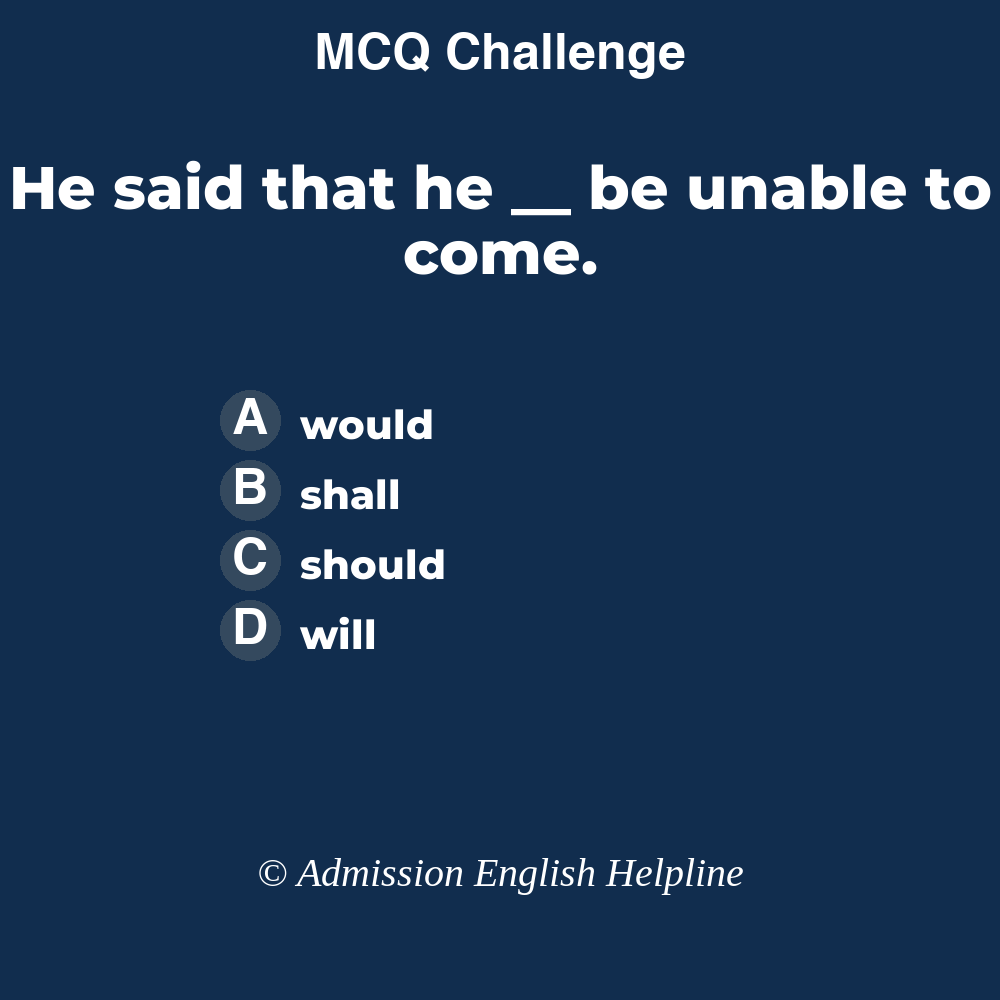 MCQ Challenge
He said that he __ be unable to
come.
A would
B shall
C should
D will
© Admission English Helpline